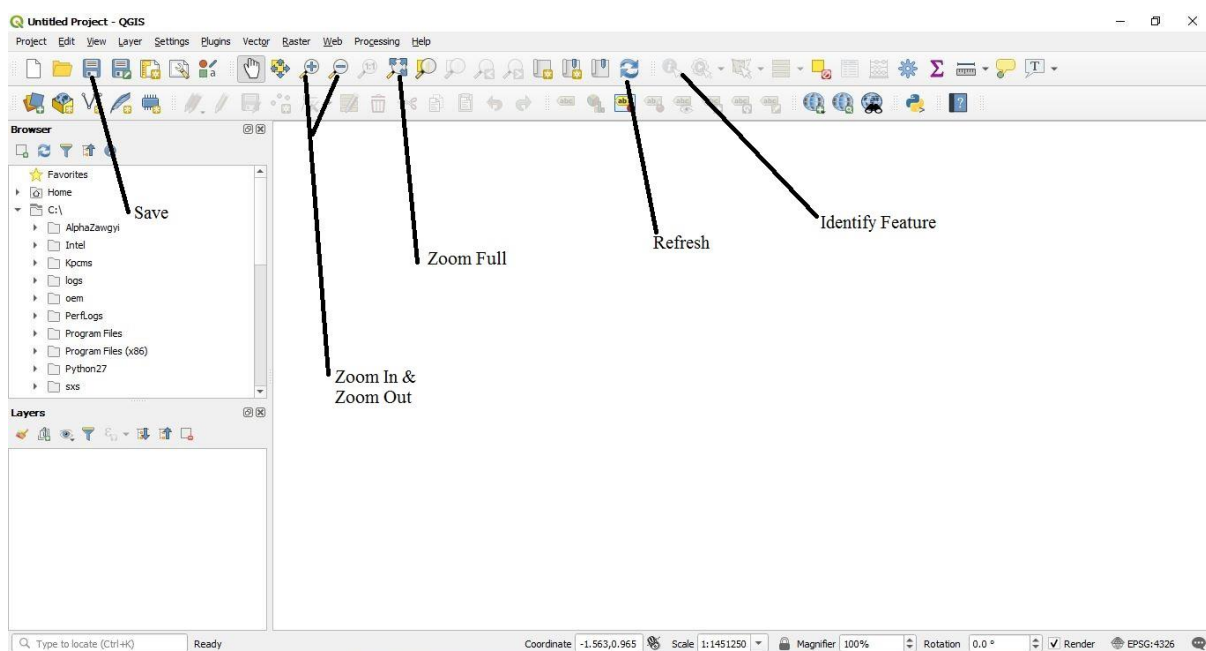 Untitled Project - QGIS
Project Edit View Layer Settings Plugins Vector Raster Web Processing Help
Browser
Favorites
Home
C:\
AlphaZawgyi
Intel
Kpcms
logs
oem
PerfLogs
Program Files
Program Files (x86)
Python27
sxs
Layers
Save
Zoom Full
Zoom In &
Zoom Out
Refresh
Identify Feature
Type to locate (Ctrl+K) Ready Coordinate -1.563,0.965 Scale 1:1451250 Magnifier 100% Rotation 0.0 ° Render EPSG:4326